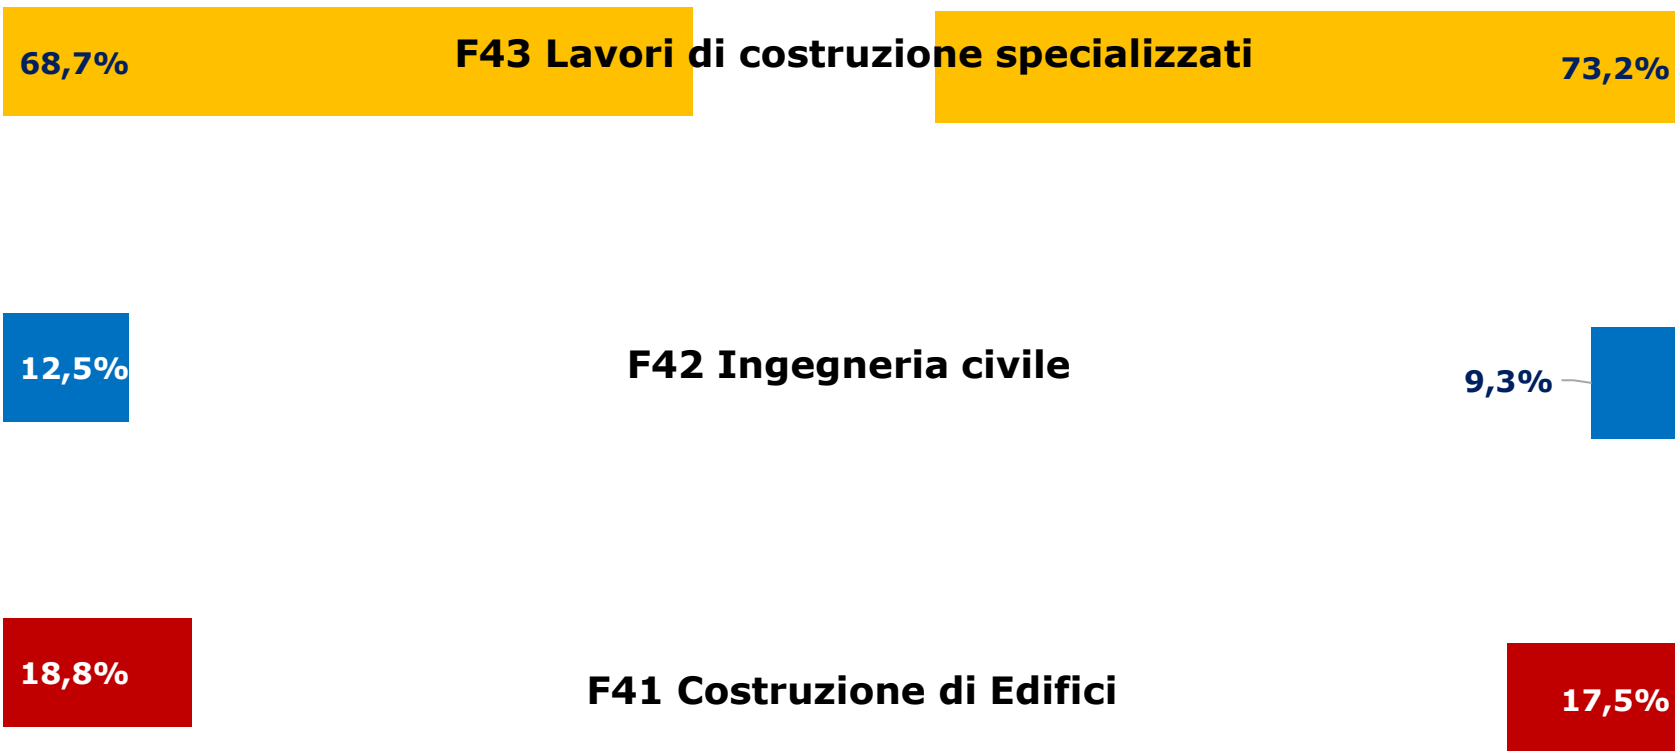 68,7%
F43 Lavori di costruzione specializzati
73,2%
12,5%
F42 Ingegneria civile
9,3%
18,8%
F41 Costruzione di Edifici
17,5%